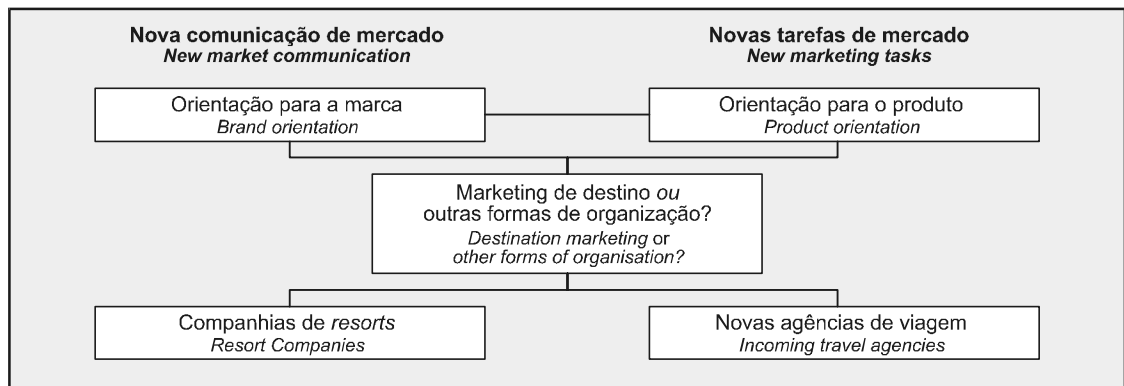 Nova comunicação de mercado
New market communication
Novas tarefas de mercado
New marketing tasks
Orientação para a marca
Brand orientation
Orientação para o produto
Product orientation
Marketing de destino ou
outras formas de organização?
Destination marketing or
other forms of organisation?
Companhias de resorts
Resort Companies
Novas agências de viagem
Incoming travel agencies